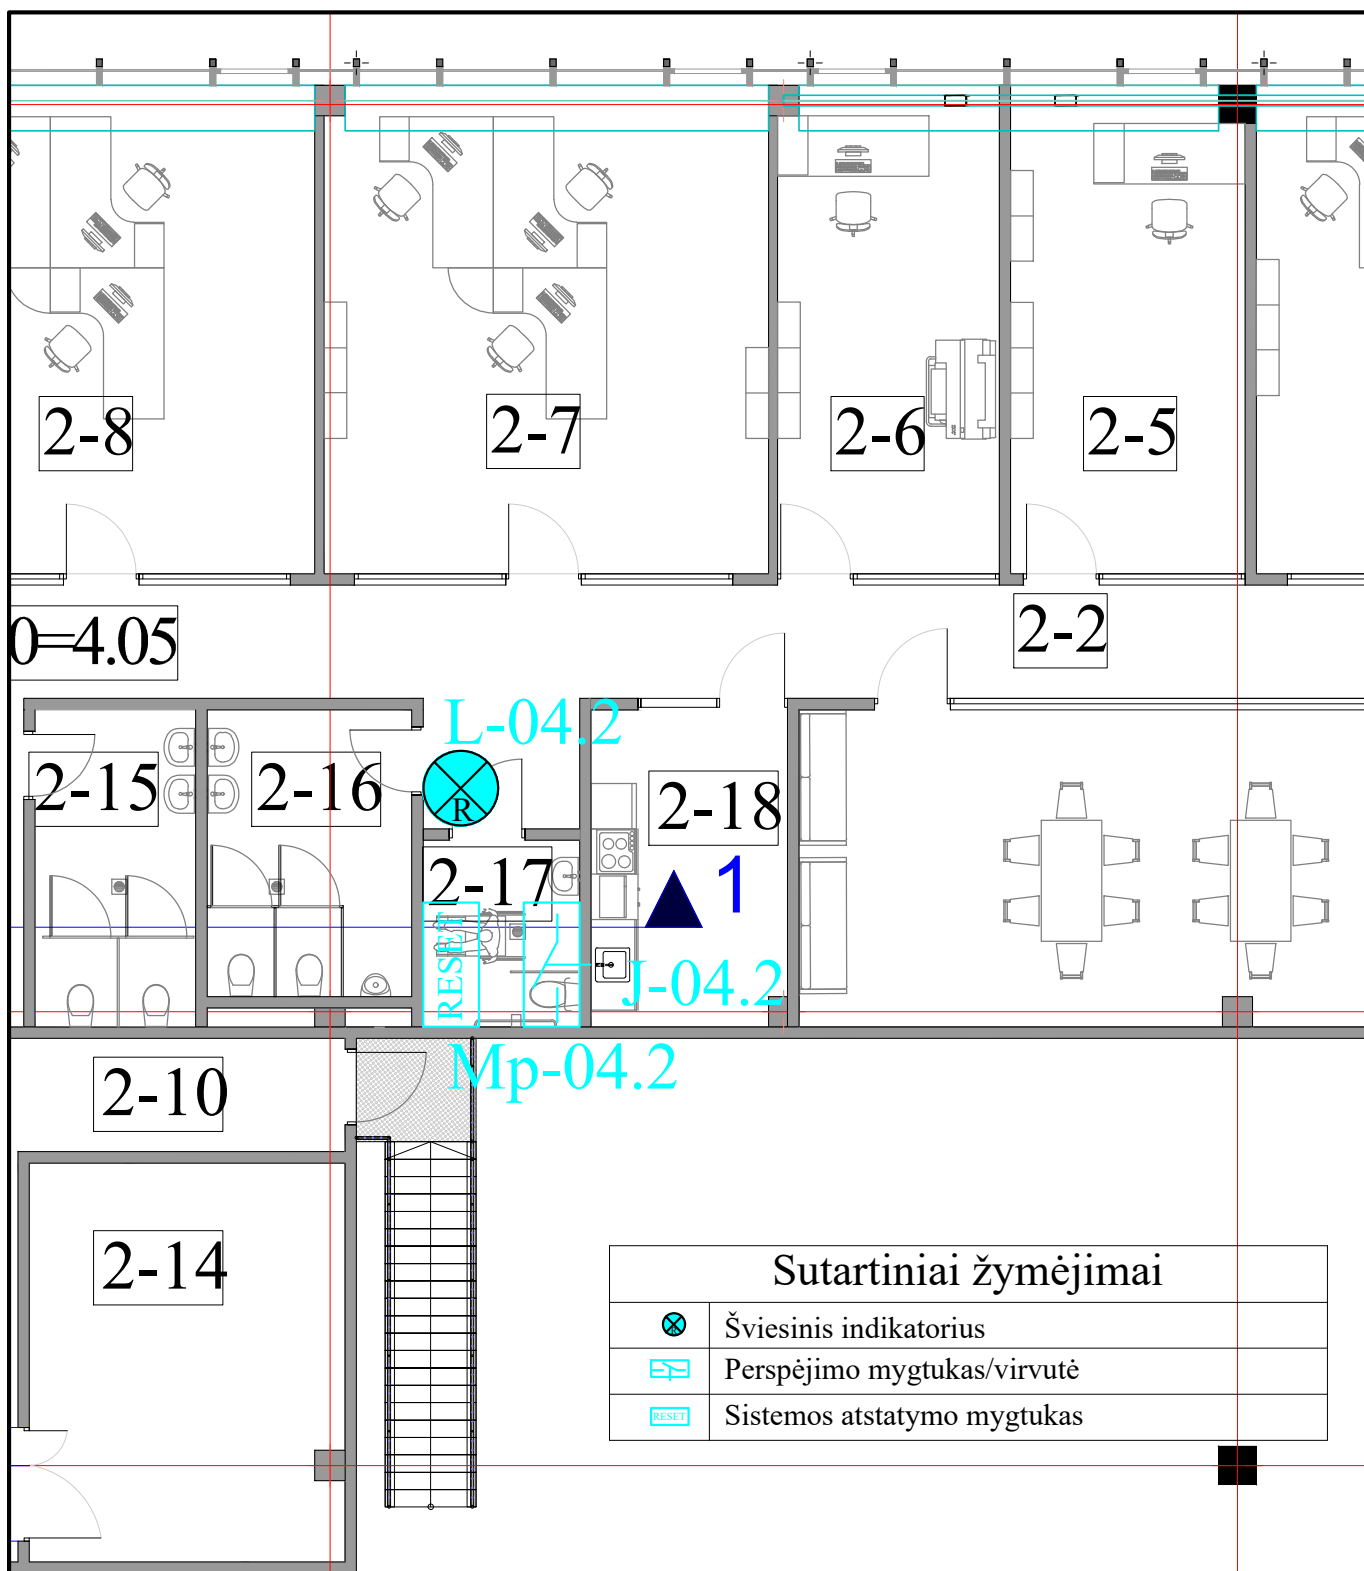 2-8
2-7
2-6
2-5
0=4.05
2-2
L-04.2
R
2-15
2-16
2-18
2-17
1
RESET
J-04.2
Mp-04.2
2-10
2-14
Sutartiniai žymėjimai
Šviesinis indikatorius
Perspėjimo mygtukas/virvutė
RESET
Sistemos atstatymo mygtukas